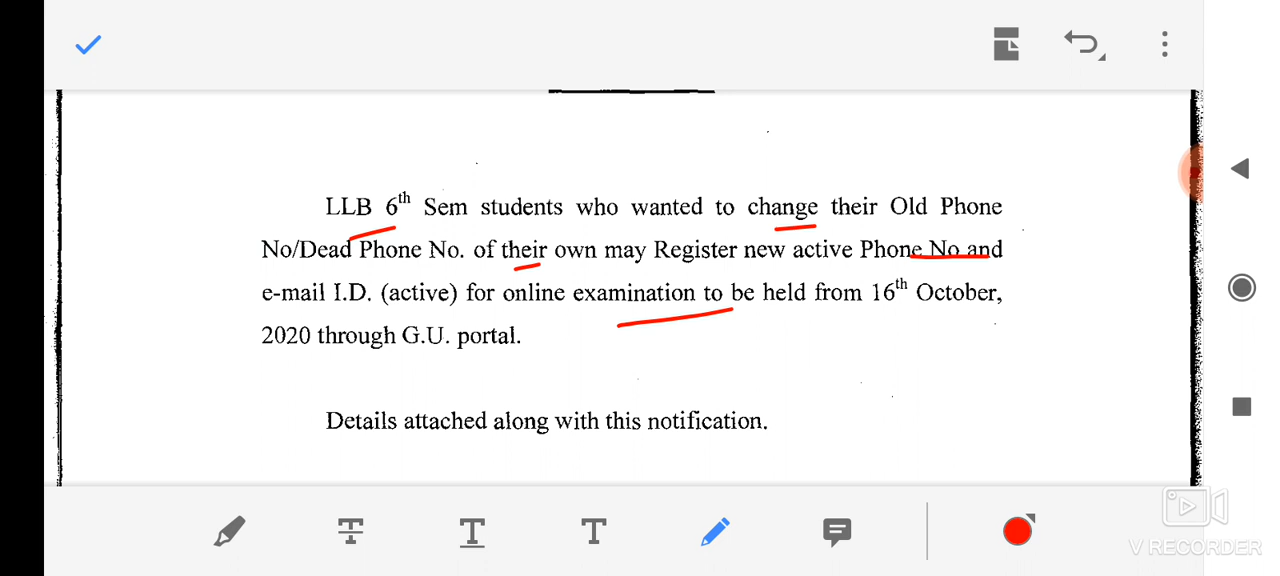 LLB 6th Sem students who wanted to change their Old Phone
No/Dead Phone No. of their own may Register new active Phone No and
e-mail I.D. (active) for online examination to be held from 16th October,
2020 through G.U. portal.
Details attached along with this notification.
T T T
V RECORDER